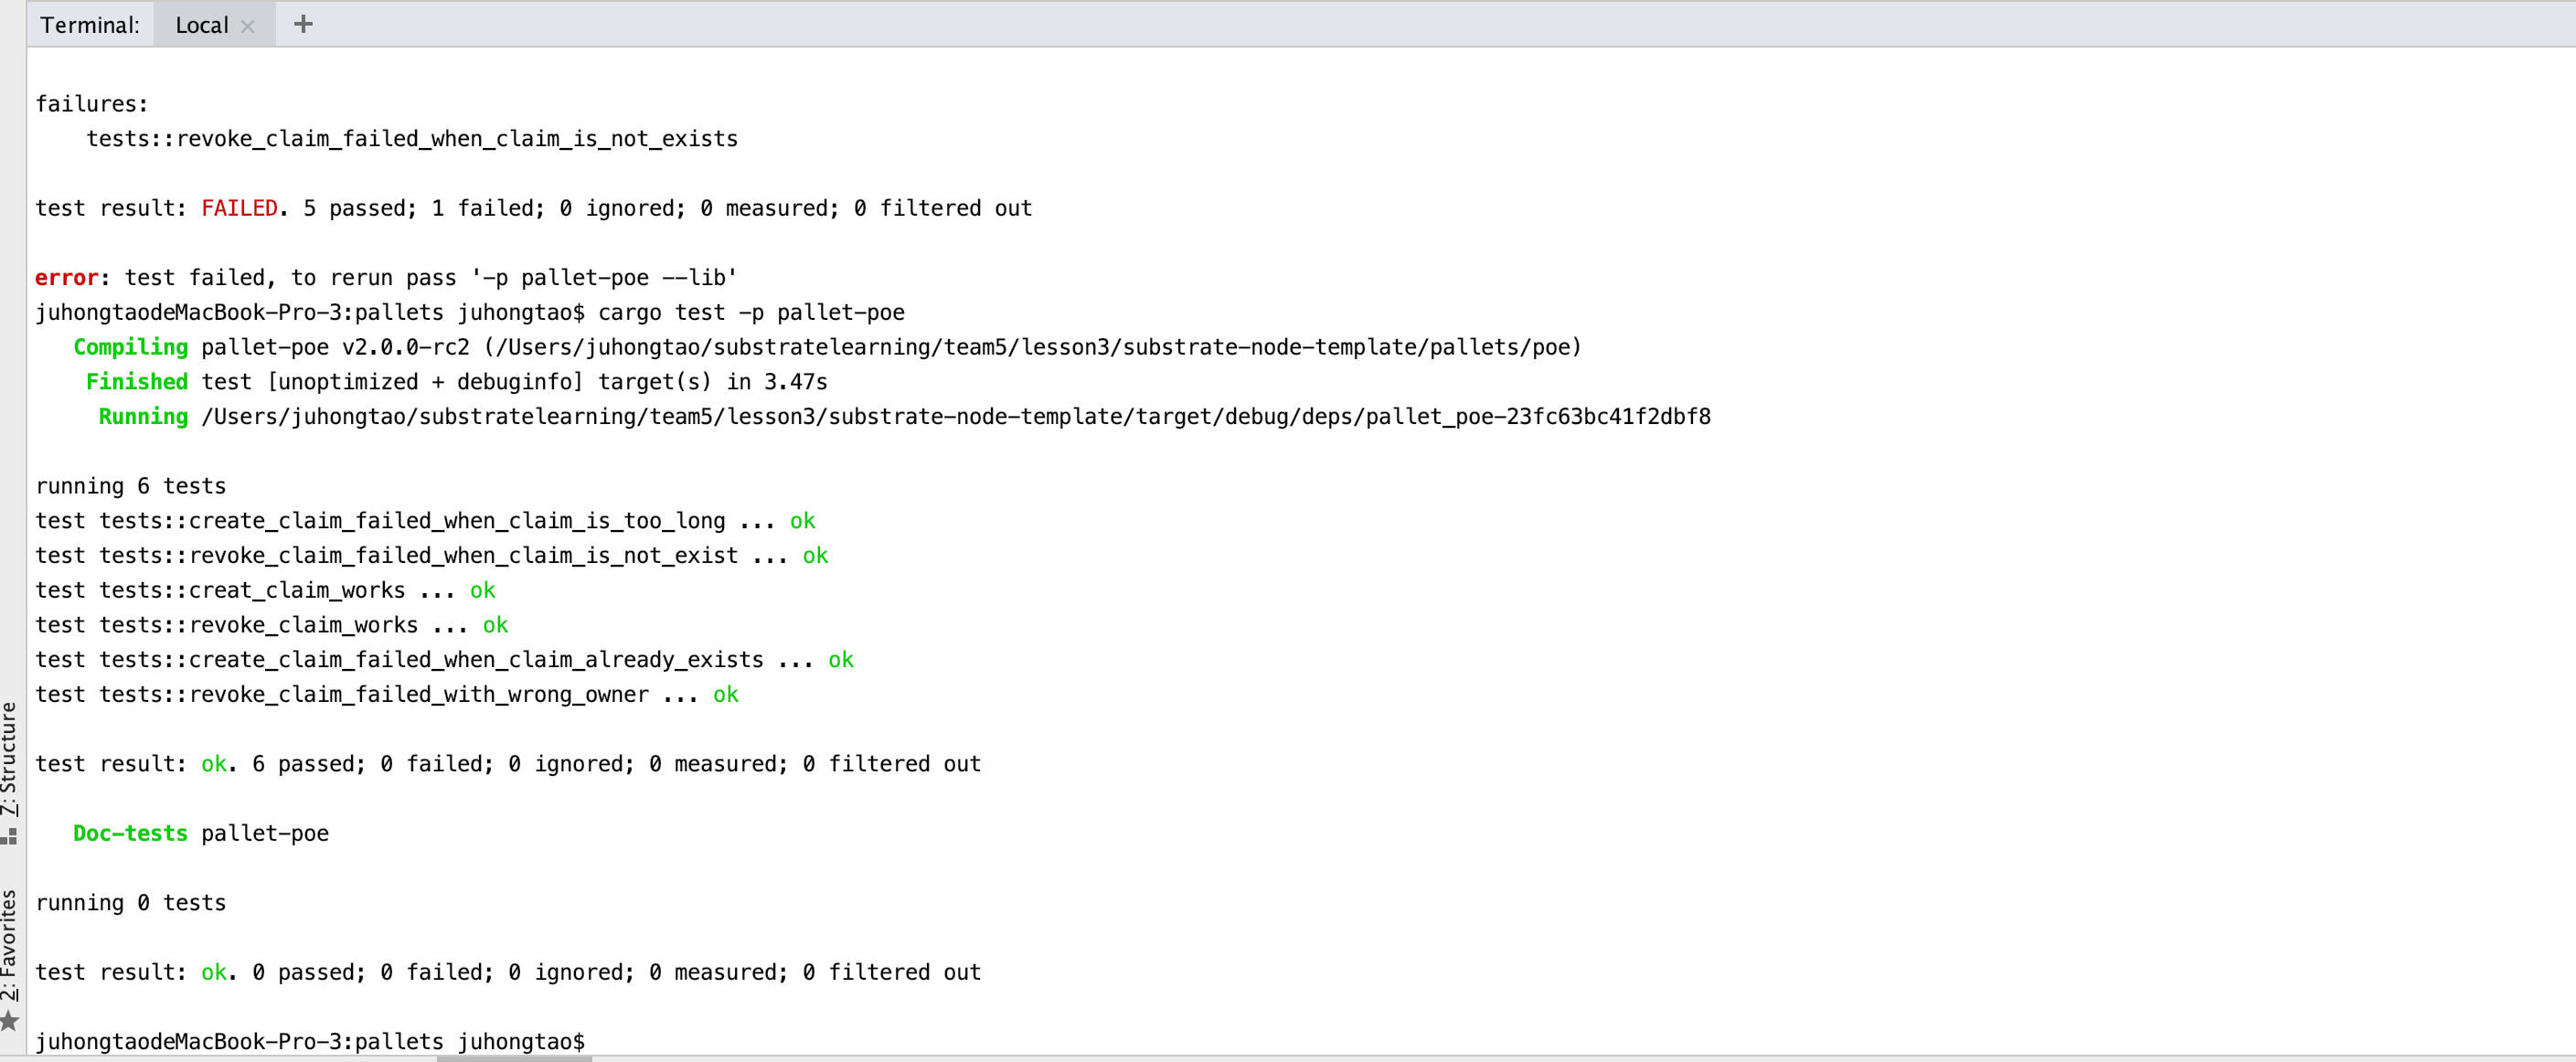 Terminal: Local × +
failures:
    tests::revoke_claim_failed_when_claim_is_not_exists
test result: FAILED. 5 passed; 1 failed; 0 ignored; 0 measured; 0 filtered out
error: test failed, to rerun pass '-p pallet-poe --lib'
juhongtaodeMacBook-Pro-3:pallets juhongtao$ cargo test -p pallet-poe
   Compiling pallet-poe v2.0.0-rc2 (/Users/juhongtao/substratelearning/team5/lesson3/substrate-node-template/pallets/poe)
    Finished test [unoptimized + debuginfo] target(s) in 3.47s
     Running /Users/juhongtao/substratelearning/team5/lesson3/substrate-node-template/target/debug/deps/pallet_poe-23fc63bc41f2dbf8
running 6 tests
test tests::create_claim_failed_when_claim_is_too_long ... ok
test tests::revoke_claim_failed_when_claim_is_not_exist ... ok
test tests::creat_claim_works ... ok
test tests::revoke_claim_works ... ok
test tests::create_claim_failed_when_claim_already_exists ... ok
test tests::revoke_claim_failed_with_wrong_owner ... ok
test result: ok. 6 passed; 0 failed; 0 ignored; 0 measured; 0 filtered out
   Doc-tests pallet-poe
running 0 tests
test result: ok. 0 passed; 0 failed; 0 ignored; 0 measured; 0 filtered out
juhongtaodeMacBook-Pro-3:pallets juhongtao$
7: Structure
2: Favorites